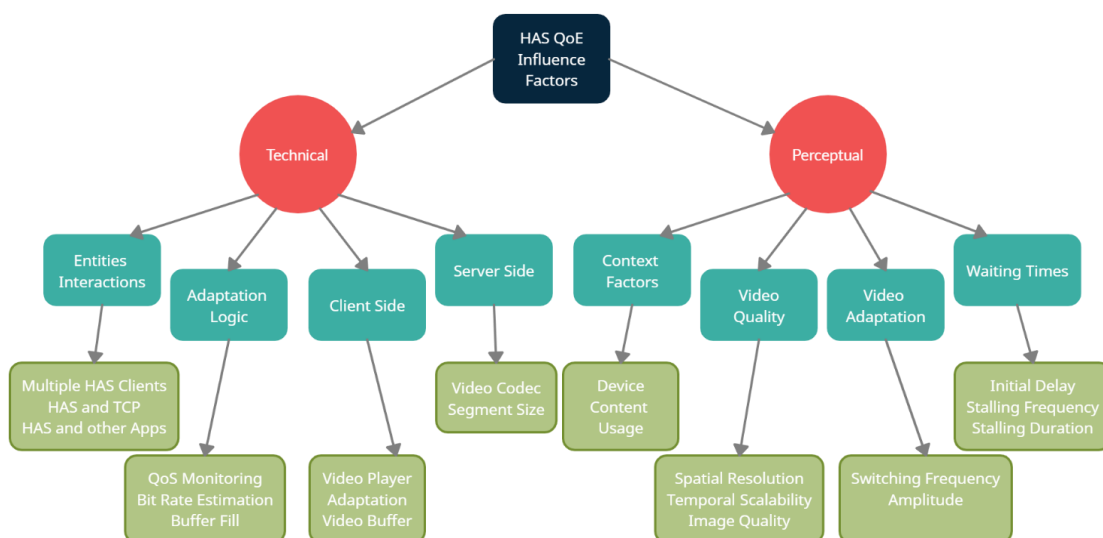 HAS QoE
Influence
Factors
Technical
Perceptual
Entities
Interactions
Adaptation
Logic
Client Side
Server Side
Context
Factors
Video
Quality
Video
Adaptation
Waiting Times
Multiple HAS Clients
HAS and TCP
HAS and other Apps
QoS Monitoring
Bit Rate Estimation
Buffer Fill
Video Player
Adaptation
Video Buffer
Video Codec
Segment Size
Device
Content
Usage
Spatial Resolution
Temporal Scalability
Image Quality
Switching Frequency
Amplitude
Initial Delay
Stalling Frequency
Stalling Duration